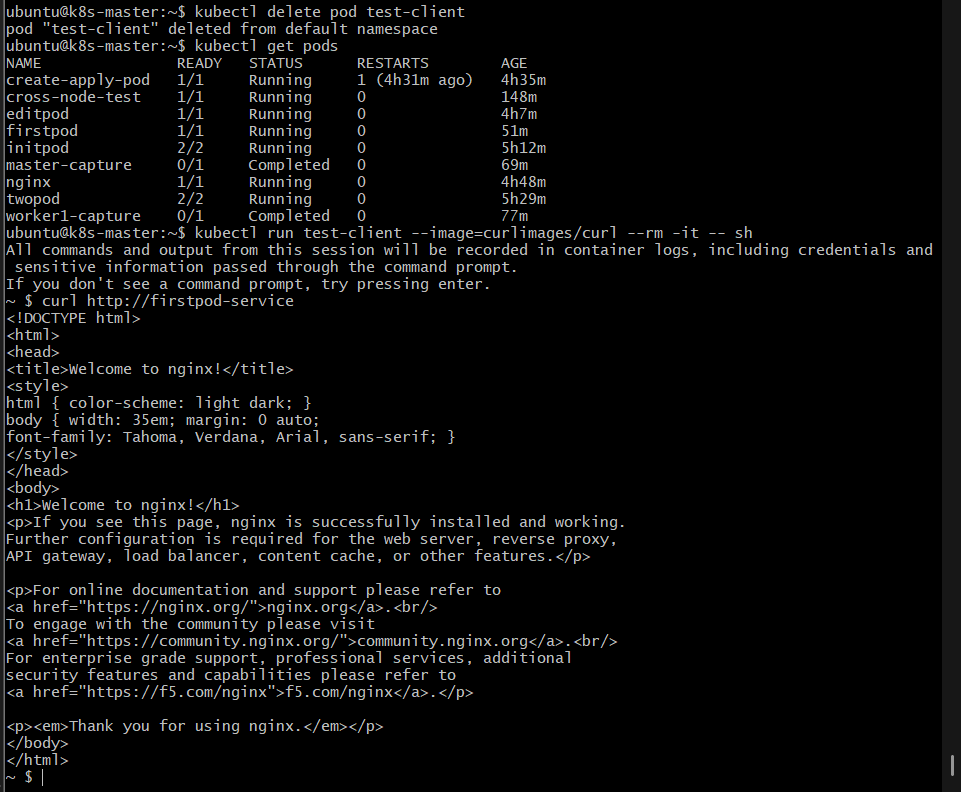 ubuntu@k8s-master:~$ kubectl delete pod test-client
pod "test-client" deleted from default namespace
ubuntu@k8s-master:~$ kubectl get pods
NAME                READY   STATUS      RESTARTS        AGE
create-apply-pod    1/1     Running     1 (4h31m ago)   4h35m
cross-node-test     1/1     Running     0               148m
editpod             1/1     Running     0               4h7m
firstpod            1/1     Running     0               51m
initpod             2/2     Running     0               5h12m
master-capture      0/1     Completed   0               69m
nginx               1/1     Running     0               4h48m
twopod              2/2     Running     0               5h29m
worker1-capture     0/1     Completed   0               77m
ubuntu@k8s-master:~$ kubectl run test-client --image=curlimages/curl --rm -it -- sh
All commands and output from this session will be recorded in container logs, including credentials and
 sensitive information passed through the command prompt.
If you don't see a command prompt, try pressing enter.
~ $ curl http://firstpod-service
<!DOCTYPE html>
<html>
<head>
<title>Welcome to nginx!</title>
<style>
html { color-scheme: light dark; }
body { width: 35em; margin: 0 auto;
font-family: Tahoma, Verdana, Arial, sans-serif; }
</style>
</head>
<body>
<h1>Welcome to nginx!</h1>
<p>If you see this page, nginx is successfully installed and working.
Further configuration is required for the web server, reverse proxy,
API gateway, load balancer, content cache, or other features.</p>

<p>For online documentation and support please refer to
<a href="https://nginx.org/">nginx.org</a>.<br/>
To engage with the community please visit
<a href="https://community.nginx.org/">community.nginx.org</a>.<br/>
For enterprise grade support, professional services, additional
security features and capabilities please refer to
<a href="https://f5.com/nginx">f5.com/nginx</a>.</p>

<p><em>Thank you for using nginx.</em></p>
</body>
</html>
~ $